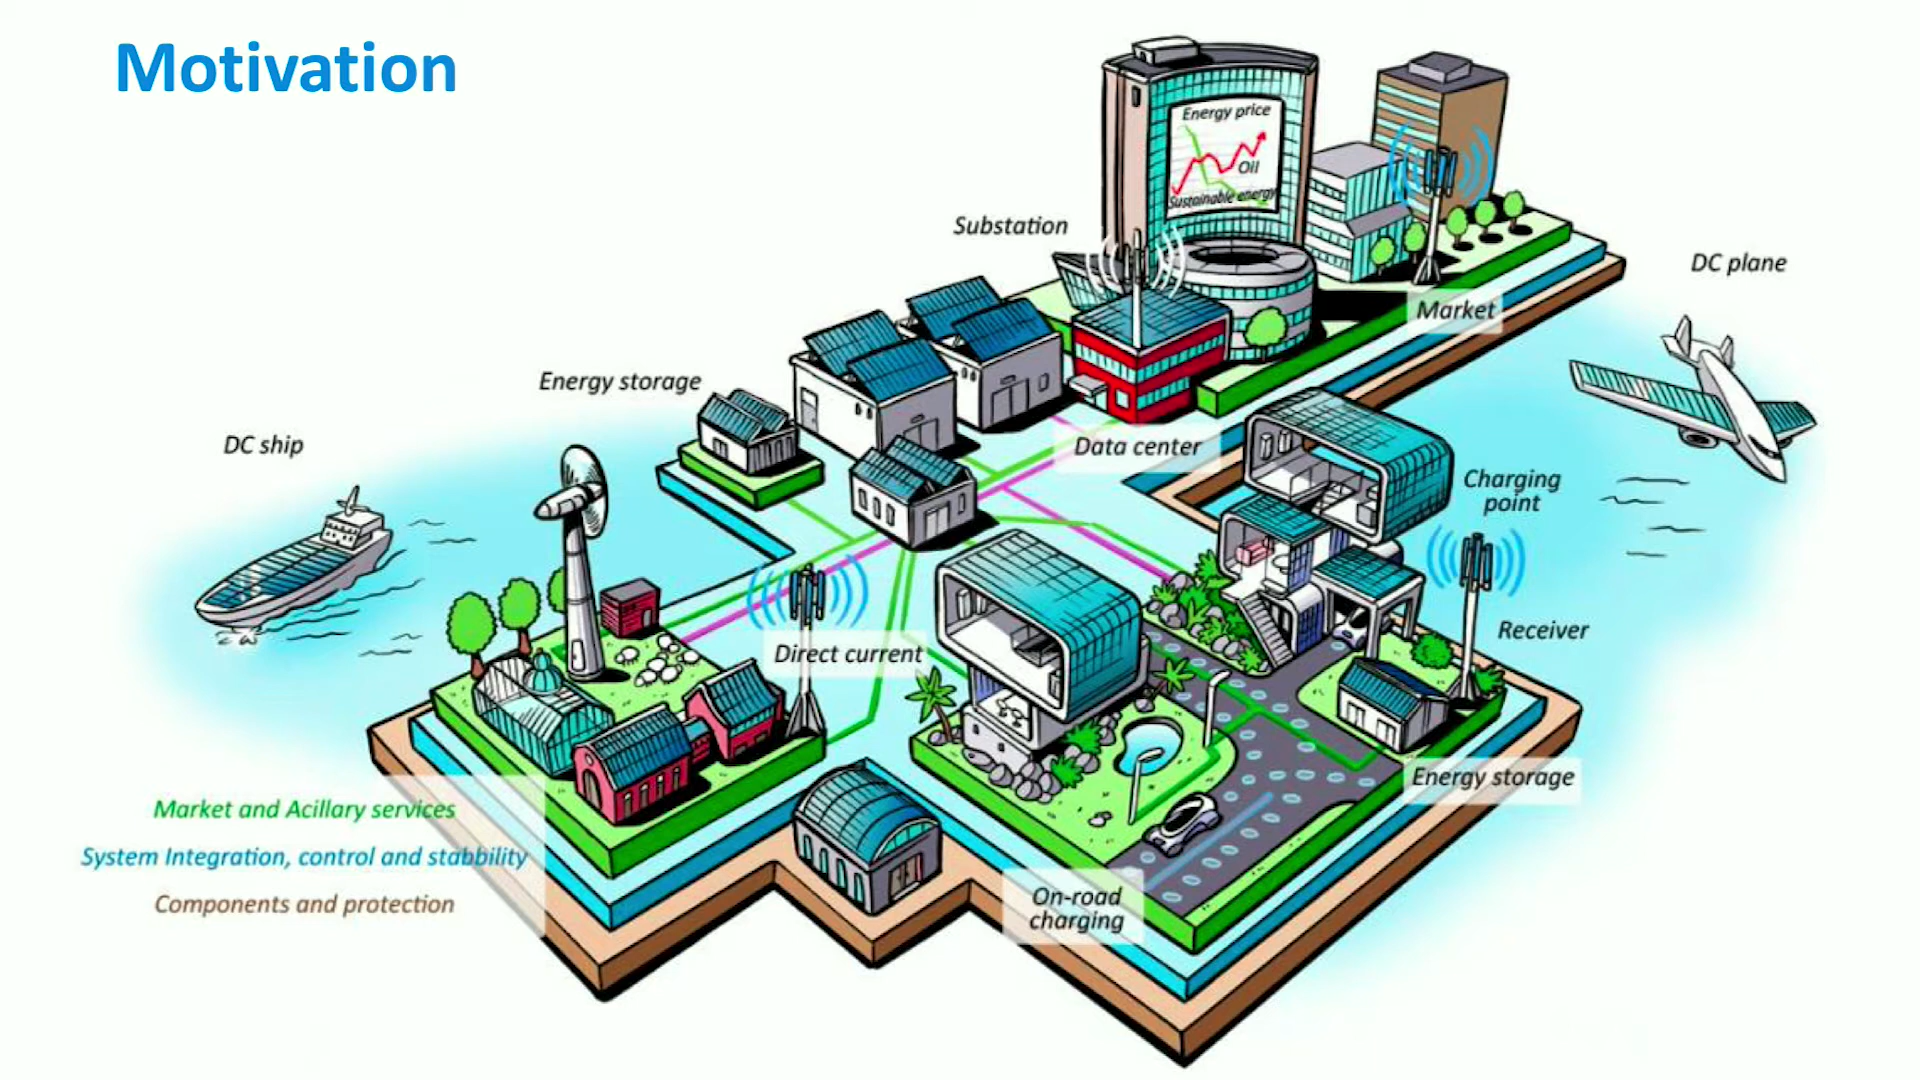 Motivation
Energy price
Oil
Sustainable energy
Substation
DC plane
Market
Energy storage
DC ship
Data center
Charging
point
Receiver
Direct current
Energy storage
Market and Acillary services
System Integration, control and stabbility
Components and protection
On-road
charging